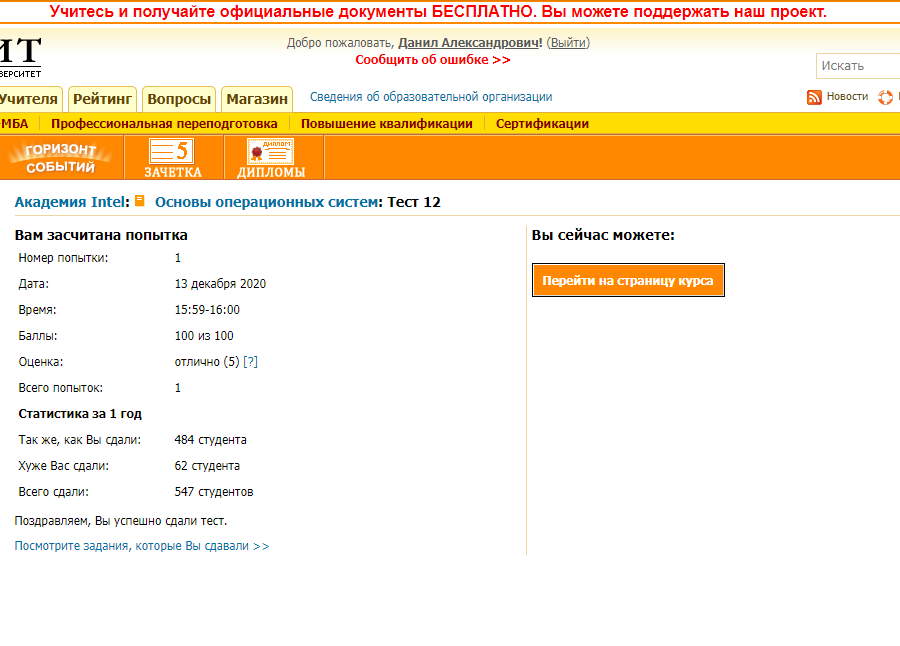 Учитесь и получайте официальные документы БЕСПЛАТНО. Вы можете поддержать наш проект.
Добро пожаловать, Данил Александрович! (Выйти)
Сообщить об ошибке >>
ИТ
ВЕРСИТЕТ
Искать
Учителя Рейтинг Вопросы Магазин Сведения об образовательной организации Новости
МБА Профессиональная переподготовка Повышение квалификации Сертификации
ГОРИЗОНТ СОБЫТИЙ
5 ЗАЧЕТКА
ДИПЛОМ ДИПЛОМЫ
Академия Intel: Основы операционных систем: Тест 12
Вам засчитана попытка
Номер попытки: 1
Дата: 13 декабря 2020
Время: 15:59-16:00
Баллы: 100 из 100
Оценка: отлично (5) [?]
Всего попыток: 1
Статистика за 1 год
Так же, как Вы сдали: 484 студента
Хуже Вас сдали: 62 студента
Всего сдали: 547 студентов
Поздравляем, Вы успешно сдали тест.
Посмотрите задания, которые Вы сдавали >>
Вы сейчас можете:
Перейти на страницу курса